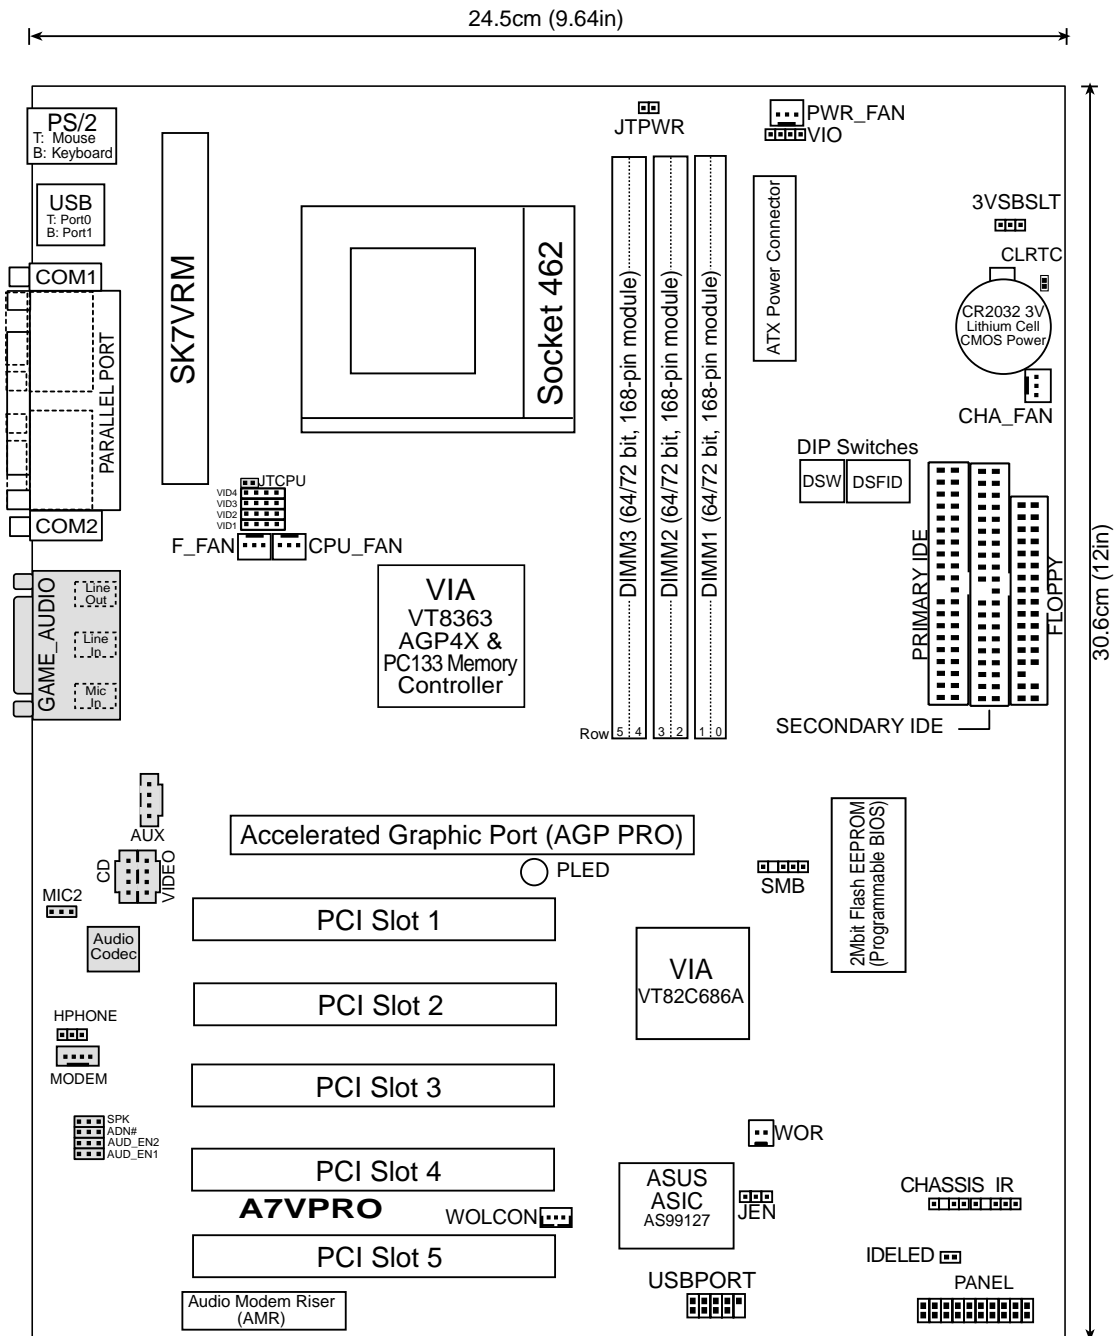 24.5cm (9.64in)
PS/2
T: Mouse
B: Keyboard
JTPWR
PWR_FAN
VIO
USB
T: Port0
B: Port1
3VSBSLT
CLRTC
COM1
PARALLEL PORT
COM2
SK7VRM
Socket 462
DIMM3 (64/72 bit, 168-pin module)
DIMM2 (64/72 bit, 168-pin module)
DIMM1 (64/72 bit, 168-pin module)
ATX Power Connector
CR2032 3V
Lithium Cell
CMOS Power
CHA_FAN
DIP Switches
DSW
DSFID
JTCPU
VID4
VID3
VID2
VID1
F_FAN
CPU_FAN
PRIMARY IDE
FLOPPY
30.6cm (12in)
GAME_AUDIO
Line
Out
Line
In
Mic
In
VIA
VT8363
AGP4X &
PC133 Memory
Controller
Row
5
4
3
2
1
0
SECONDARY IDE
AUX
Accelerated Graphic Port (AGP PRO)
CD
VIDEO
PLED
SMB
2Mbit Flash EEPROM
(Programmable BIOS)
MIC2
PCI Slot 1
Audio
Codec
VIA
VT82C686A
PCI Slot 2
HPHONE
MODEM
PCI Slot 3
SPK
ADN#
AUD_EN2
AUD_EN1
WOR
PCI Slot 4
ASUS
ASIC
AS99127
JEN
CHASSIS
IR
A7VPRO
WOLCON
PCI Slot 5
IDELED
USBPORT
PANEL
Audio Modem Riser
(AMR)